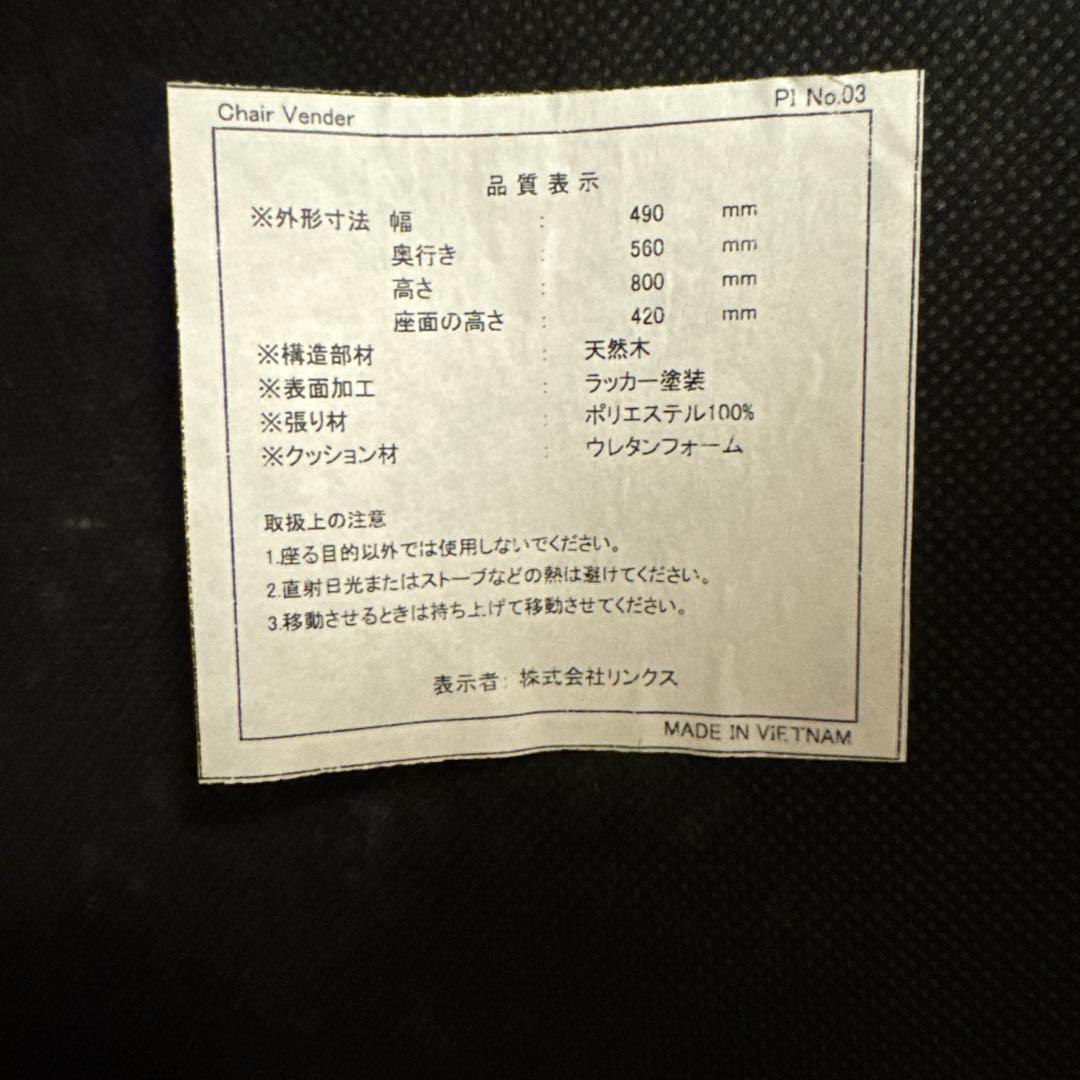 Chair Vender PI No.03
品質表示
※外形寸法 幅 : 490 mm
奥行き : 560 mm
高さ : 800 mm
座面の高さ : 420 mm
※構造部材 : 天然木
※表面加工 : ラッカー塗装
※張り材 : ポリエステル100%
※クッション材 : ウレタンフォーム
取扱上の注意
1.座る目的以外では使用しないでください。
2.直射日光またはストーブなどの熱は避けてください。
3.移動させるときは持ち上げて移動させてください。
表示者: 株式会社リンクス
MADE IN VIETNAM